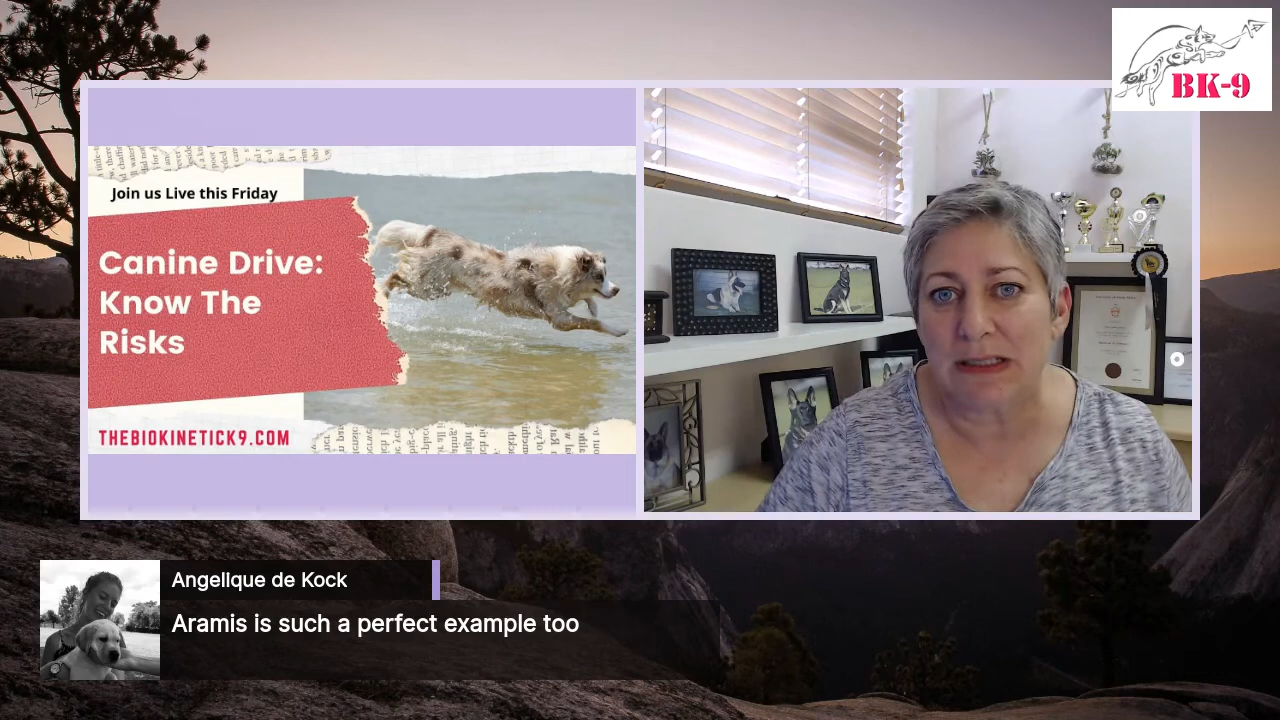 BK-9
Join us Live this Friday
Canine Drive:
Know The
Risks
THEBIOKINETICK9.COM
Angelique de Kock
Aramis is such a perfect example too